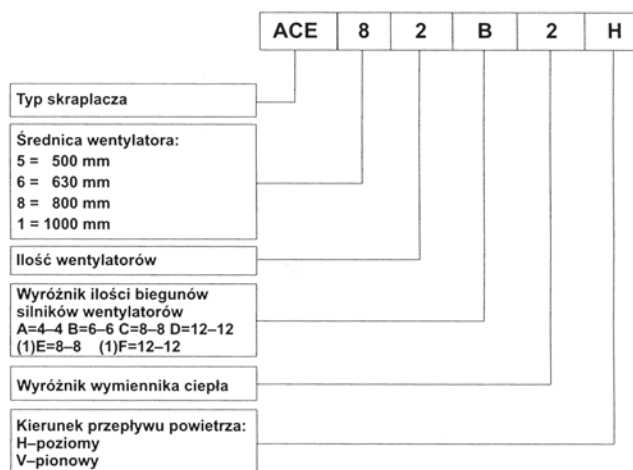 ACE 8 2 B 2 H
Typ skraplacza
Średnica wentylatora:
5 = 500 mm
6 = 630 mm
8 = 800 mm
1 = 1000 mm
Ilość wentylatorów
Wyróżnik ilości biegunów
silników wentylatorów
A=4–4 B=6–6 C=8–8 D=12–12
(1)E=8–8 (1)F=12–12
Wyróżnik wymiennika ciepła
Kierunek przepływu powietrza:
H–poziomy
V–pionowy